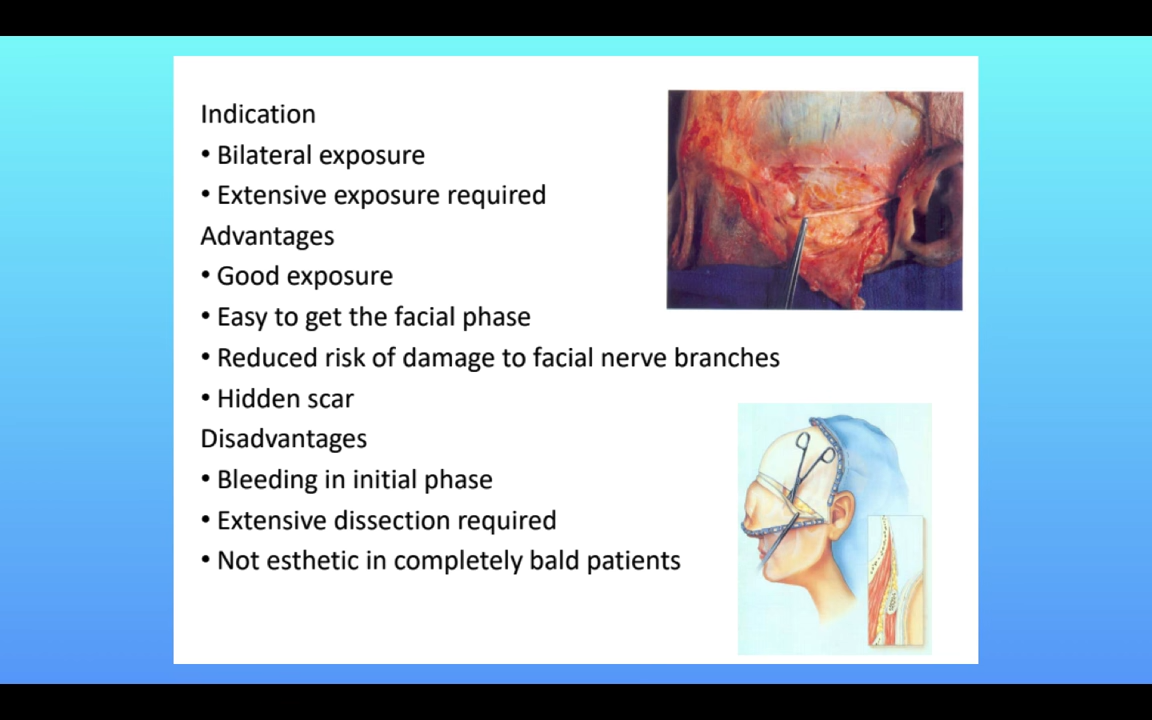 Indication
• Bilateral exposure
• Extensive exposure required
Advantages
• Good exposure
• Easy to get the facial phase
• Reduced risk of damage to facial nerve branches
• Hidden scar
Disadvantages
• Bleeding in initial phase
• Extensive dissection required
• Not esthetic in completely bald patients